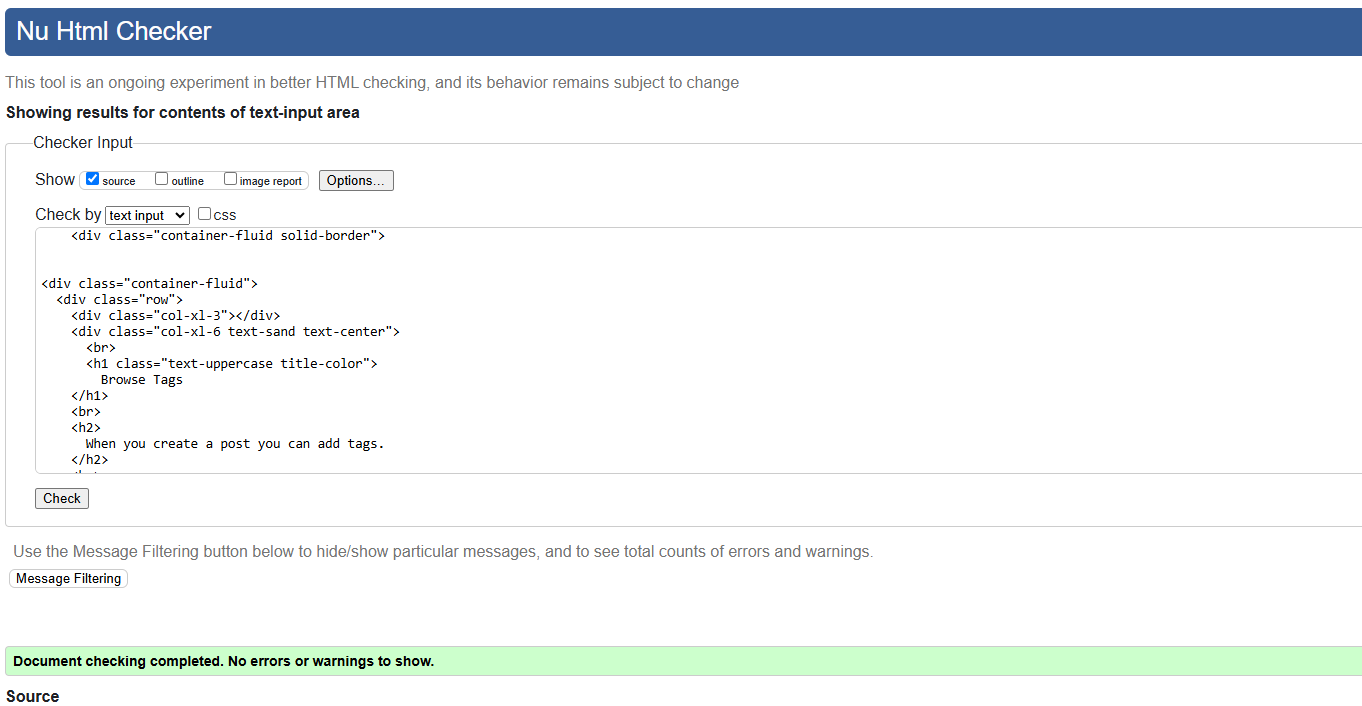 Nu Html Checker
This tool is an ongoing experiment in better HTML checking, and its behavior remains subject to change
Showing results for contents of text-input area
Checker Input
Show source outline image report Options...
Check by text input css
<div class="container-fluid solid-border">
<div class="container-fluid">
<div class="row">
<div class="col-xl-3"></div>
<div class="col-xl-6 text-sand text-center">
<br>
<h1 class="text-uppercase title-color">
Browse Tags
</h1>
<br>
<h2>
When you create a post you can add tags.
</h2>
Check
Use the Message Filtering button below to hide/show particular messages, and to see total counts of errors and warnings.
Message Filtering
Document checking completed. No errors or warnings to show.
Source